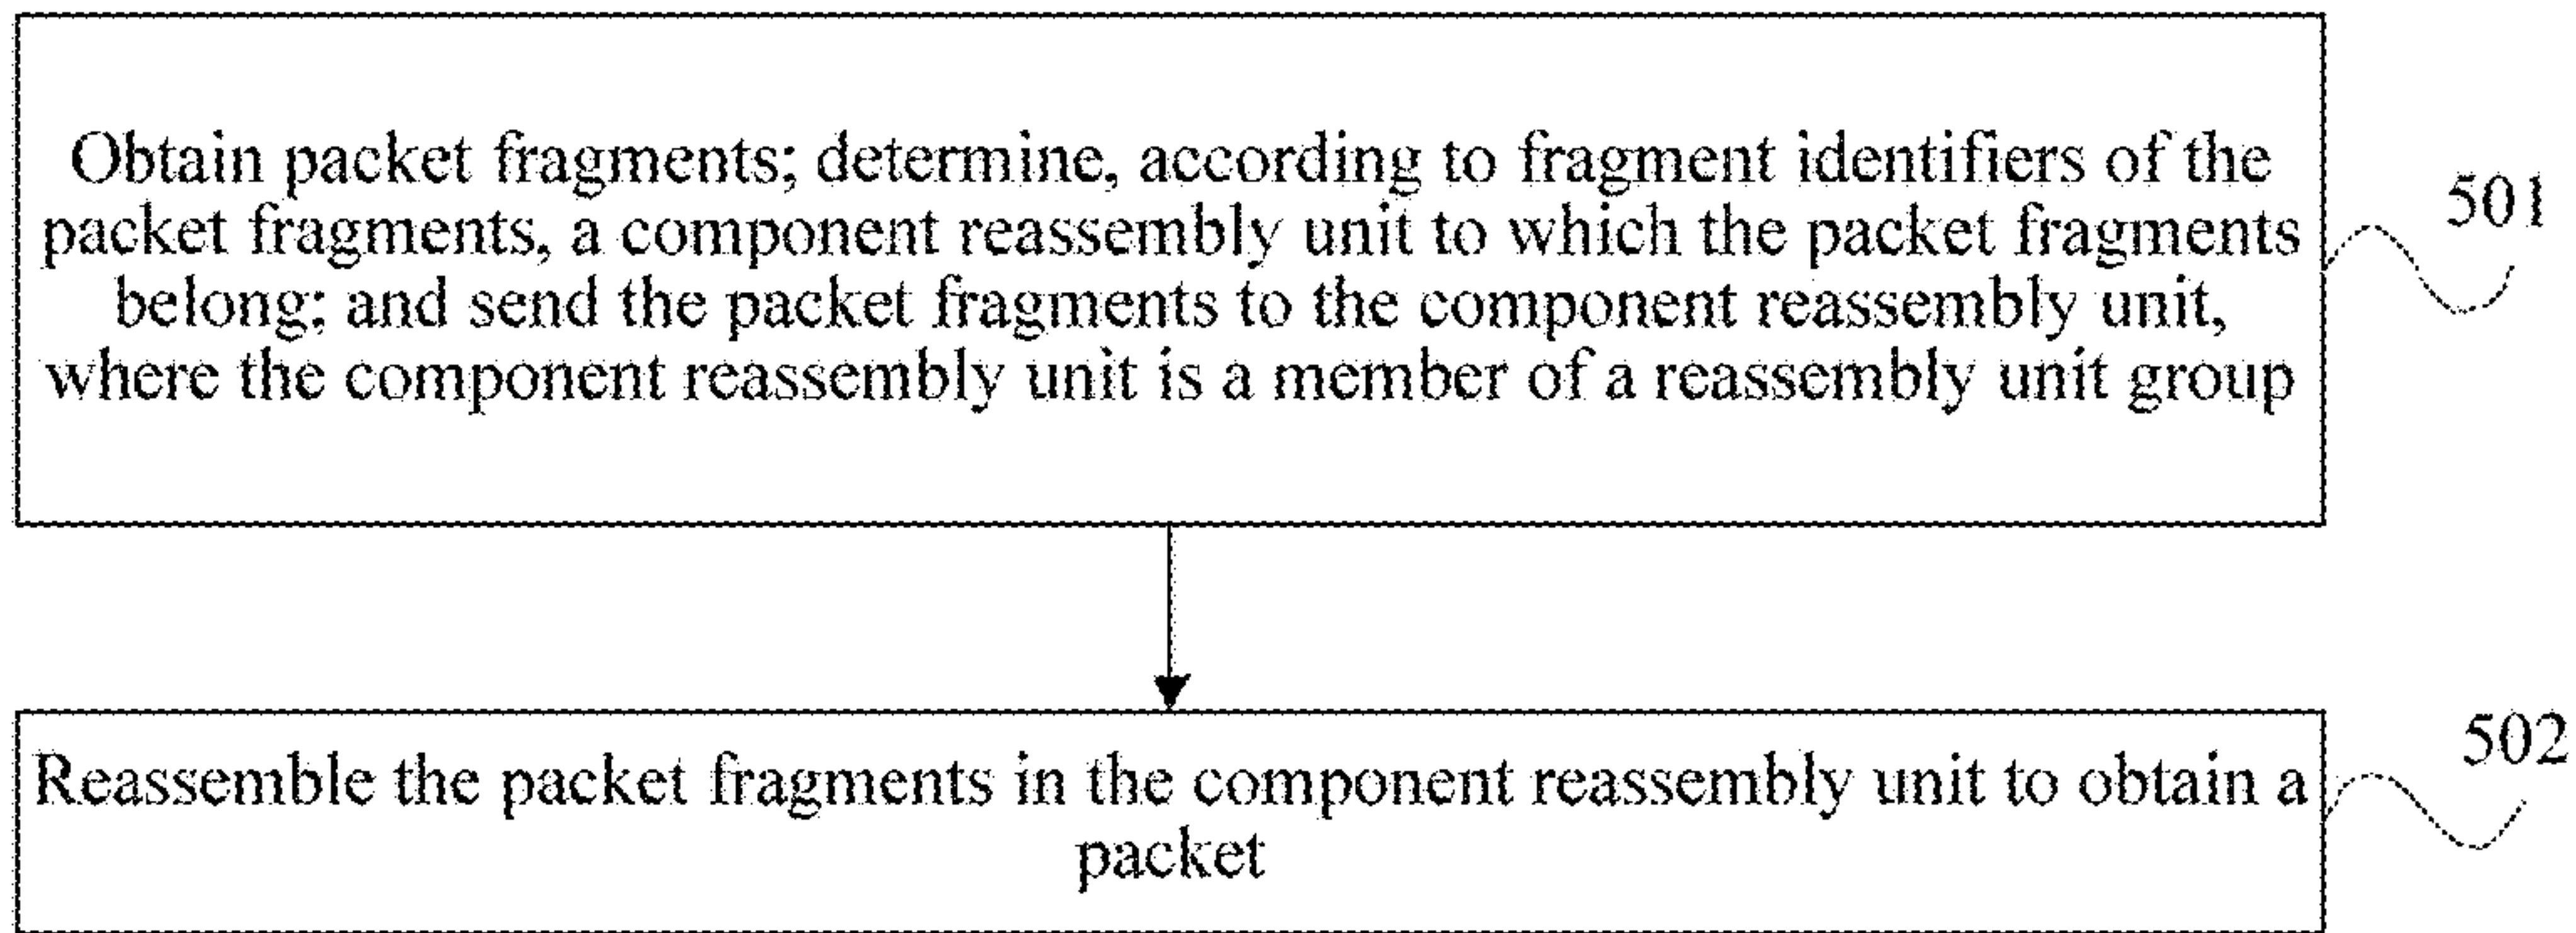 Obtain packet fragments; determine, according to fragment identifiers of the
packet fragments, a component reassembly unit to which the packet fragments
belong; and send the packet fragments to the component reassembly unit,
where the component reassembly unit is a member of a reassembly unit group
501
Reassemble the packet fragments in the component reassembly unit to obtain a
packet
502